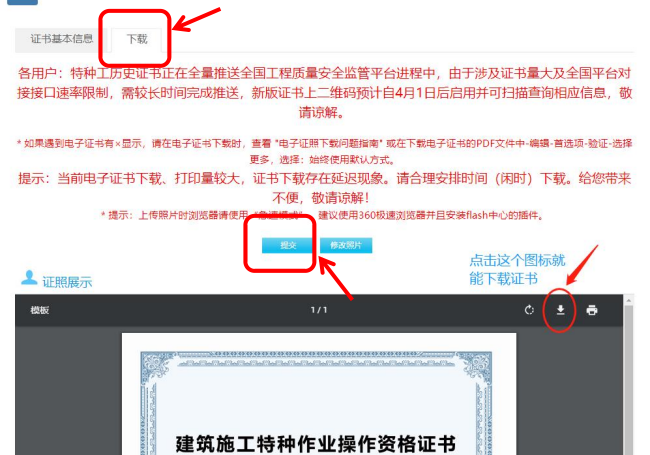 证书基本信息 下载
各用户：特种工历史证书正在全量推送全国工程质量安全监管平台进程中，由于涉及证书量大及全国平台对
接接口速率限制，需较长时间完成推送，新版证书上二维码预计自4月1日后启用并可扫描查询相应信息，敬
请谅解。
* 如果遇到电子证书有×显示，请在电子证书下载时，查看 "电子证照下载问题指南" 或在下载电子证书的PDF文件中-编辑-首选项-验证-选择
更多，选择：始终使用默认方式。
提示：当前电子证书下载、打印量较大，证书下载存在延迟现象。请合理安排时间（闲时）下载。给您带来
不便，敬请谅解！
* 提示：上传照片时浏览器请使用 "急速模式"，建议使用360极速浏览器并且安装flash中心的插件。
提交 修改照片
点击这个图标就
能下载证书
证照展示
模板 1/1
建筑施工特种作业操作资格证书